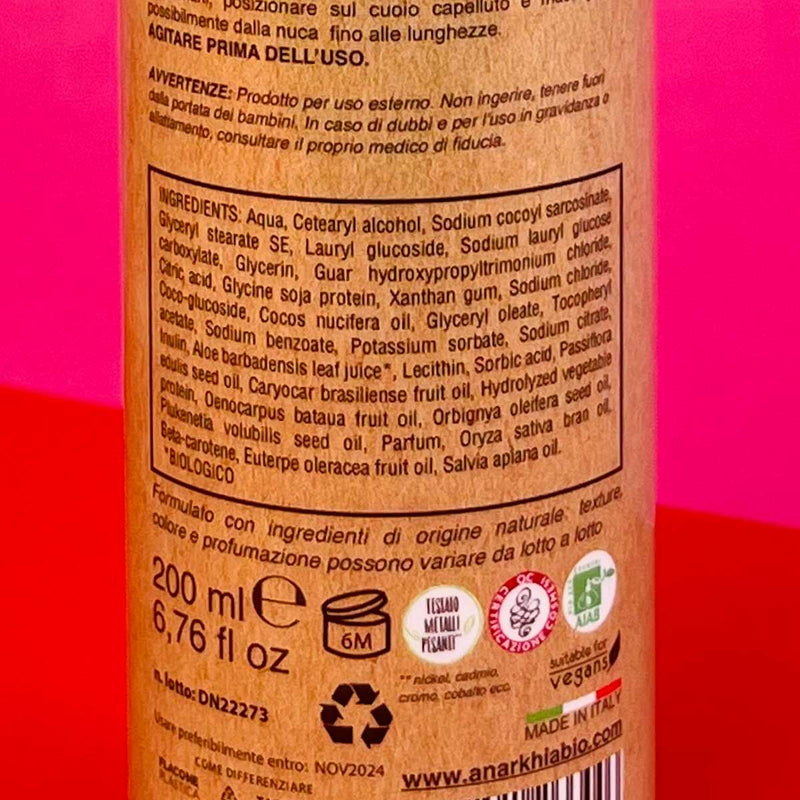 posizionare sul cuoio capelluto e
possibilmente dalla nuca fino alle lunghezze.
AGITARE PRIMA DELL'USO.
AVVERTENZE: Prodotto per uso esterno. Non ingerire, tenere fuori
dalla portata dei bambini, In caso di dubbi e per l'uso in gravidanza o
allattamento, consultare il proprio medico di fiducia.
INGREDIENTS: Aqua, Cetearyl alcohol, Sodium cocoyl sarcosinate,
Glyceryl stearate SE, Lauryl glucoside, Sodium lauryl glucose
carboxylate, Glycerin, Guar hydroxypropyltrimonium chloride,
Citric acid, Glycine soja protein, Xanthan gum, Sodium chloride,
Coco-glucoside, Cocos nucifera oil, Glyceryl oleate, Tocopheryl
acetate, Sodium benzoate, Potassium sorbate, Sodium citrate,
Inulin, Aloe barbadensis leaf juice*, Lecithin, Sorbic acid, Passiflora
edulis seed oil, Caryocar brasiliense fruit oil, Hydrolyzed vegetable
protein, Oenocarpus bataua fruit oil, Orbignya oleifera seed oil,
Plukenetia volubilis seed oil, Parfum, Oryza sativa bran oil,
Beta-carotene, Euterpe oleracea fruit oil, Salvia apiana oil.
*BIOLOGICO
Formulato con ingredienti di origine naturale: texture,
colore e profumazione possono variare da lotto a lotto
200 ml e
6,76 fl oz
6M
TESTATO
METALLI
PESANTI**
QC CERTIFICAZIONE COSMESI
AIAB
** nickel, cadmio,
cromo, cobalto ecc.
suitable for
vegans
n. lotto: DN22273
MADE IN ITALY
Usare preferibilmente entro: NOV2024
www.anarkhiabio.com
COME DIFFERENZIARE
FLACONE
PLASTICA